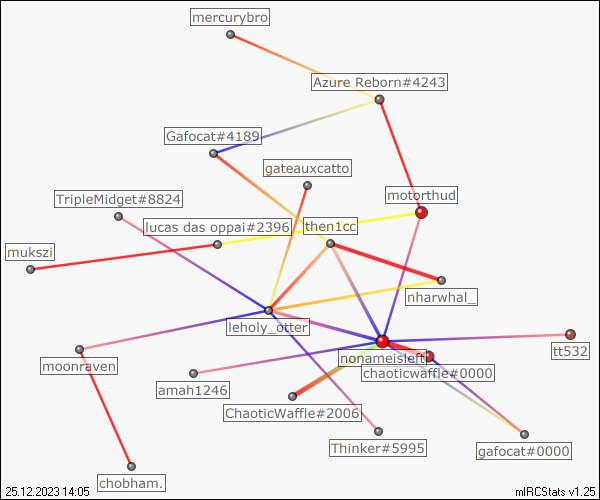 mercurybro
Azure Reborn#4243
Gafocat#4189
gateauxcatto
TripleMidget#8824
motorthud
lucas das oppai#2396
then1cc
mukszi
nharwhal_
leholy_otter
nonameisleft
tt532
moonraven
chaoticwaffle#0000
amah1246
ChaoticWaffle#2006
Thinker#5995
gafocat#0000
chobham.
25.12.2023 14:05
mIRCStats v1.25